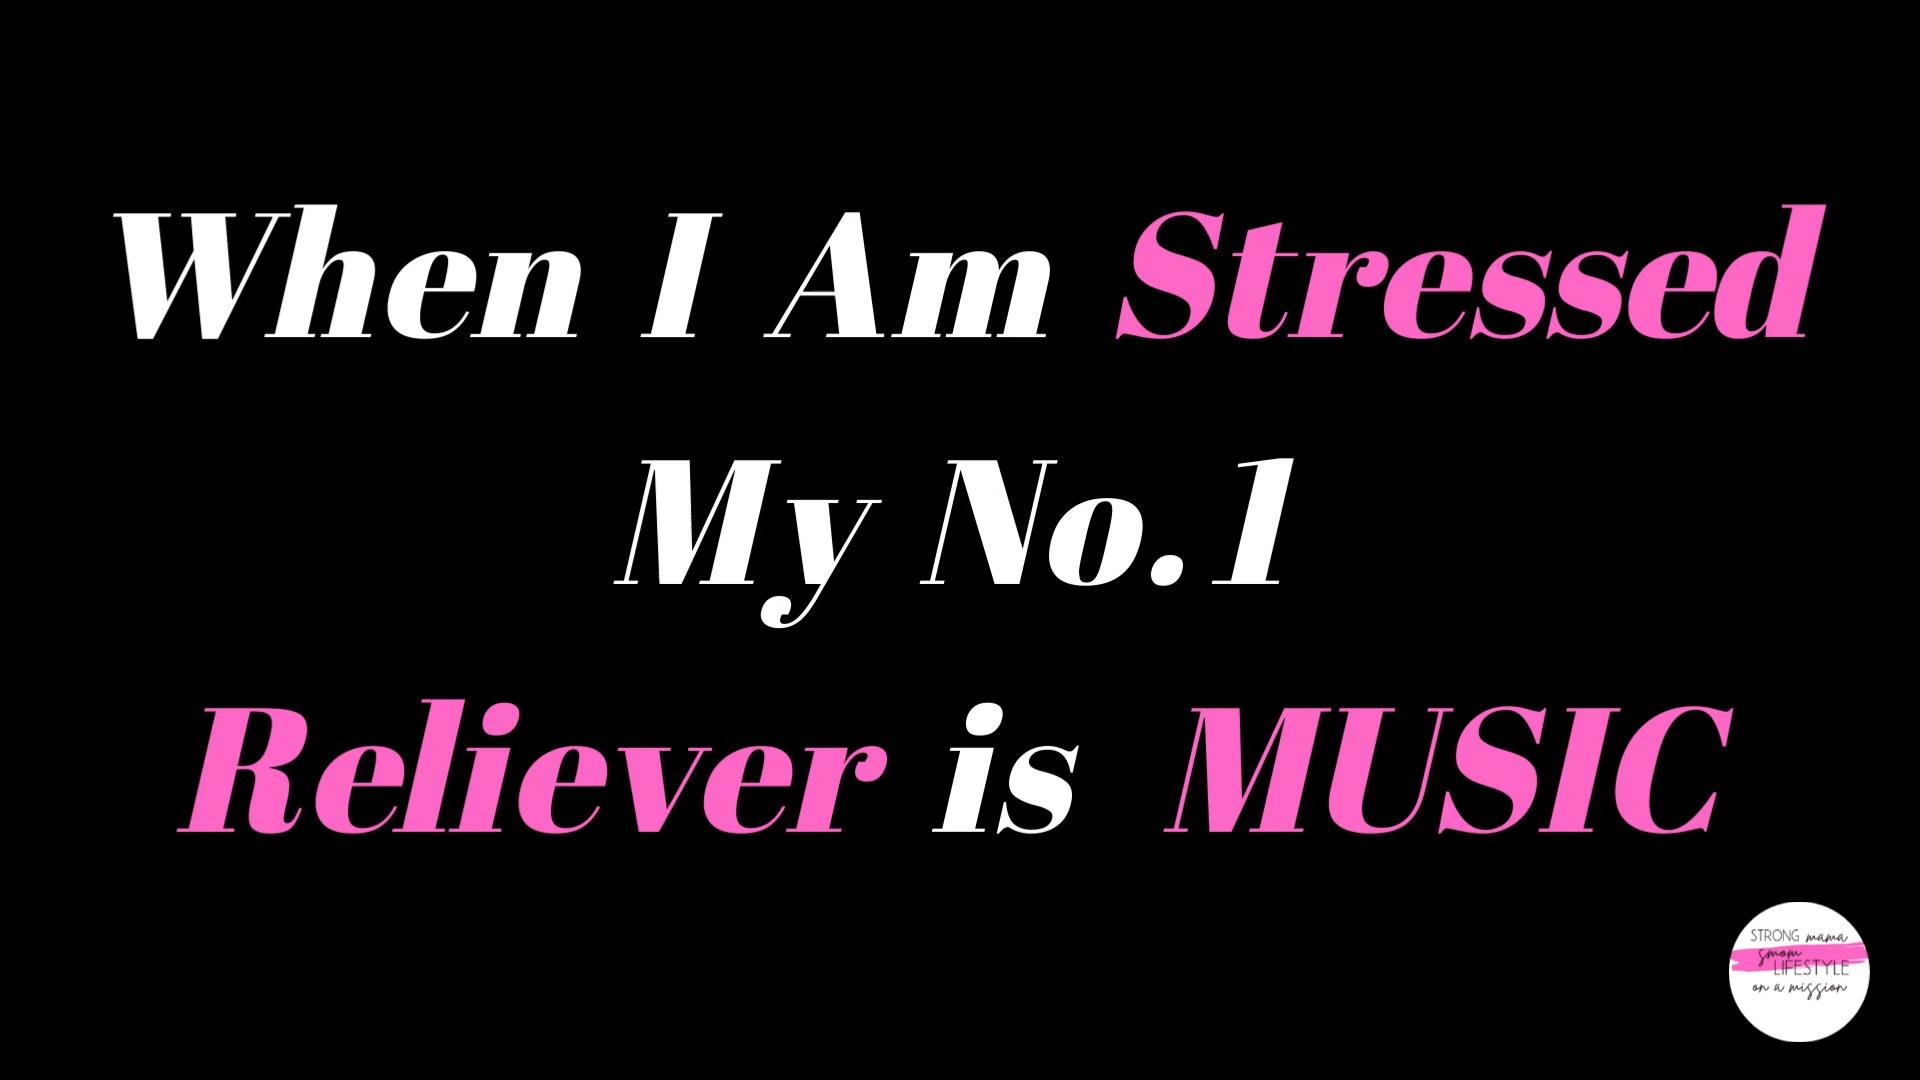 When I Am Stressed
My No.1
Reliever is MUSIC
STRONG mama
smom
LIFESTYLE
on a mission